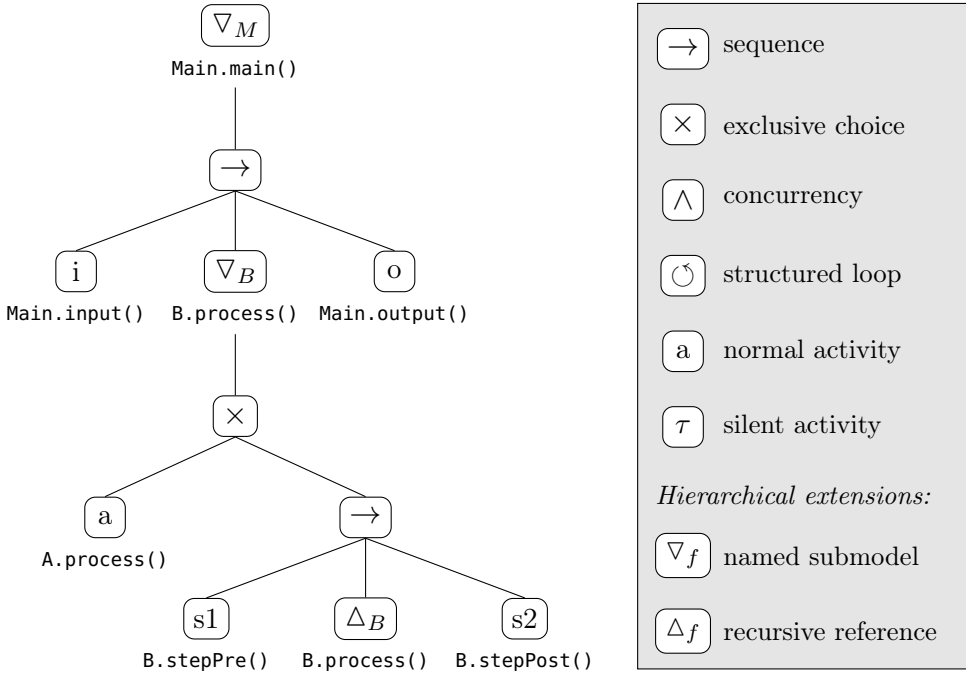 ∇M
Main.main()
→
i ∇B o
Main.input() B.process() Main.output()
×
a →
A.process()
s1 ΔB s2
B.stepPre() B.process() B.stepPost()
→ sequence
× exclusive choice
∧ concurrency
↺ structured loop
a normal activity
τ silent activity
Hierarchical extensions:
∇f named submodel
Δf recursive reference